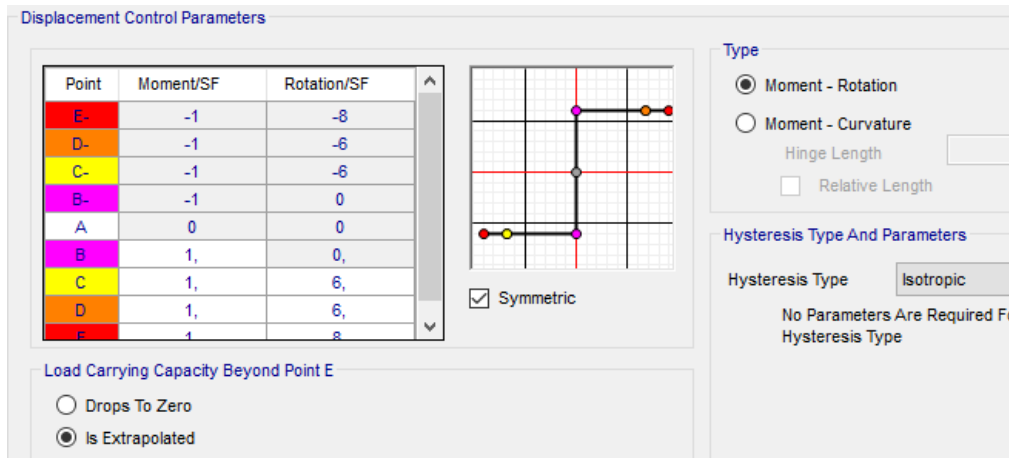 Displacement Control Parameters
Point Moment/SF Rotation/SF
E- -1 -8
D- -1 -6
C- -1 -6
B- -1 0
A 0 0
B 1, 0,
C 1, 6,
D 1, 6,
E 1 8
Symmetric
Load Carrying Capacity Beyond Point E
Drops To Zero
Is Extrapolated
Type
Moment - Rotation
Moment - Curvature
Hinge Length
Relative Length
Hysteresis Type And Parameters
Hysteresis Type Isotropic
No Parameters Are Required Fo
Hysteresis Type